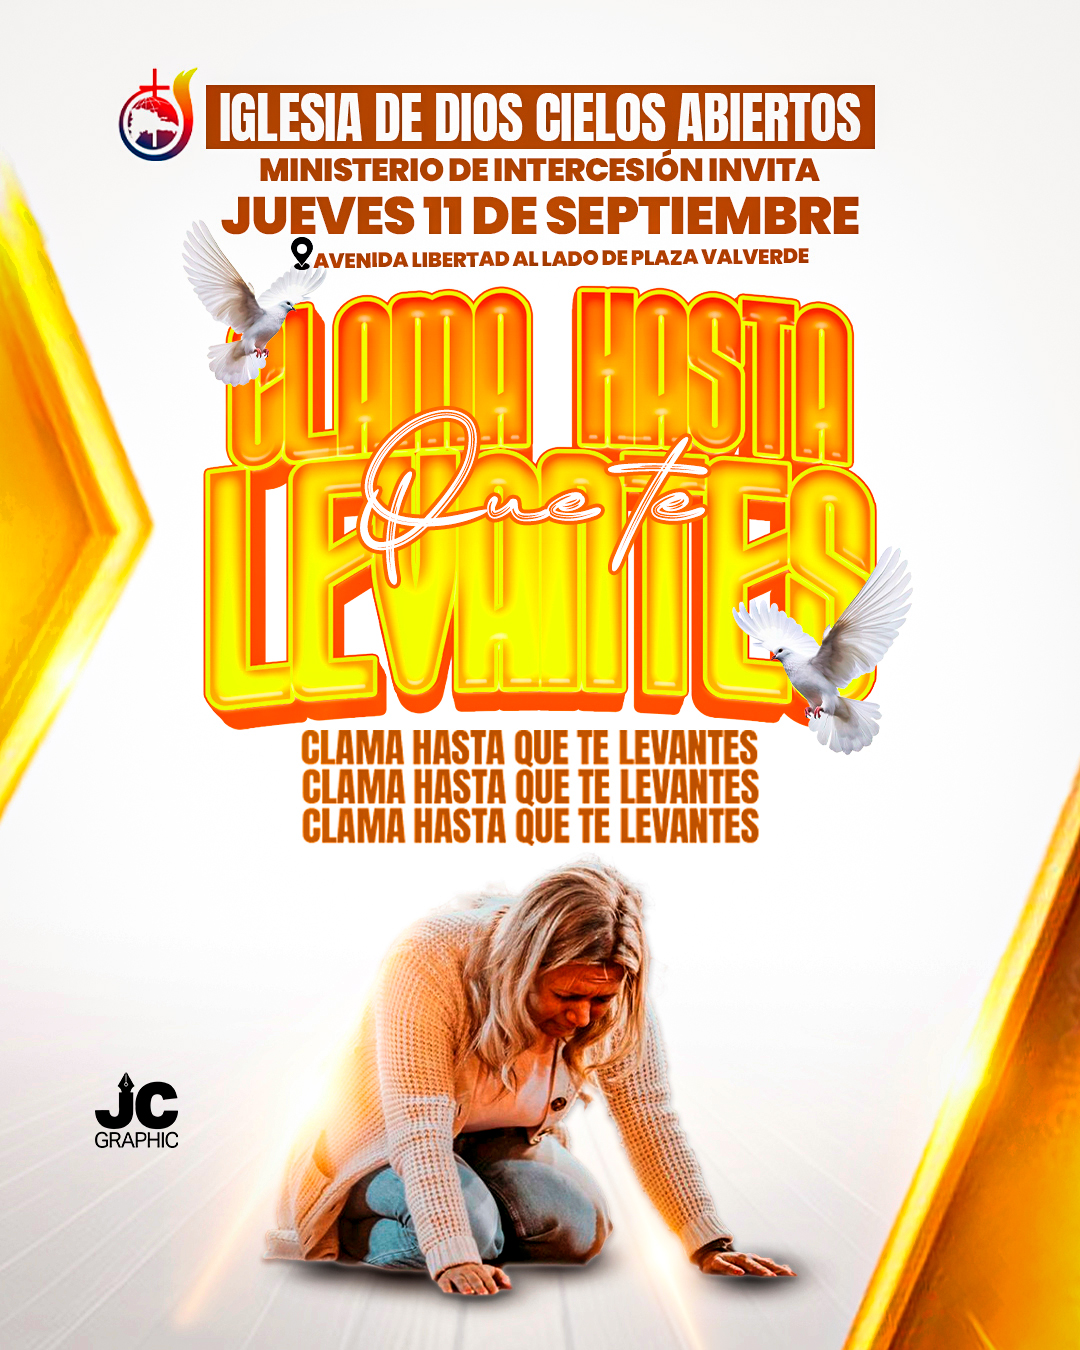 IGLESIA DE DIOS CIELOS ABIERTOS
MINISTERIO DE INTERCESIÓN INVITA
JUEVES 11 DE SEPTIEMBRE
AVENIDA LIBERTAD AL LADO DE PLAZA VALVERDE
CLAMA HASTA
Que te
LEVANTES
CLAMA HASTA QUE TE LEVANTES
CLAMA HASTA QUE TE LEVANTES
CLAMA HASTA QUE TE LEVANTES
JC
GRAPHIC